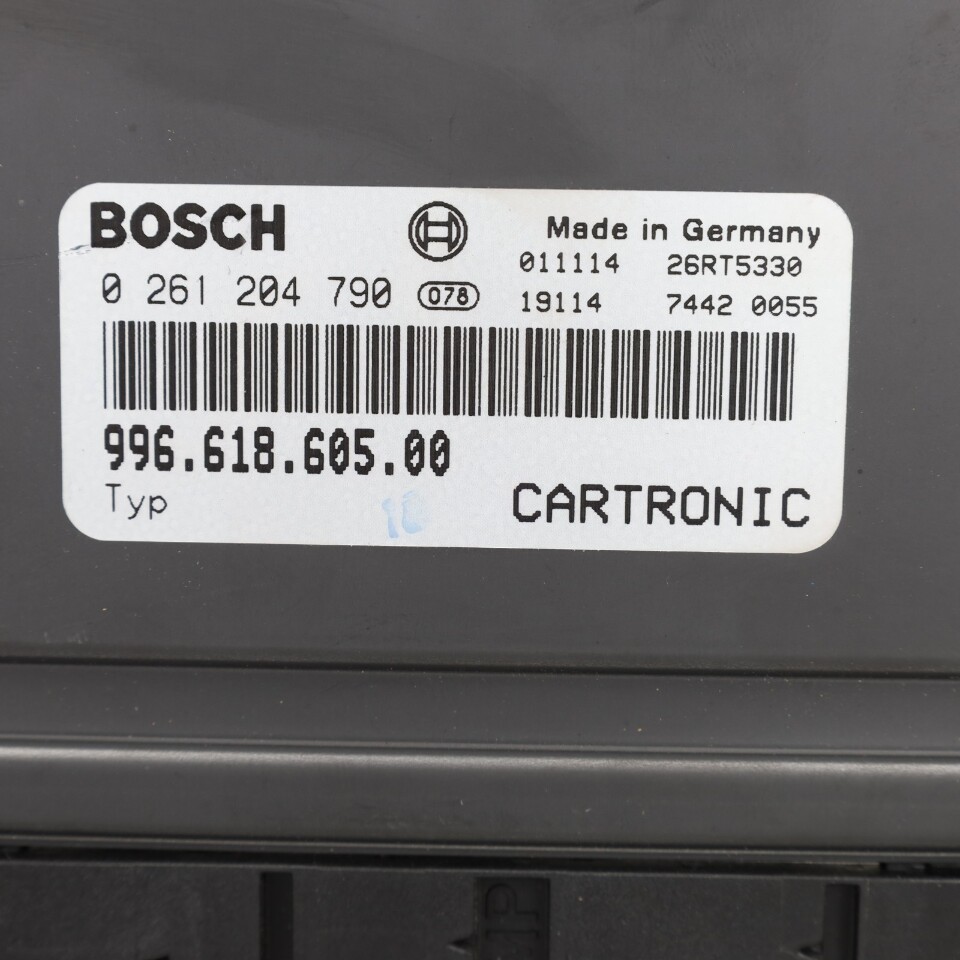 BOSCH
Made in Germany
011114 26RT5330
0 261 204 790 078
19114 7442 0055
996.618.605.00
Typ
CARTRONIC